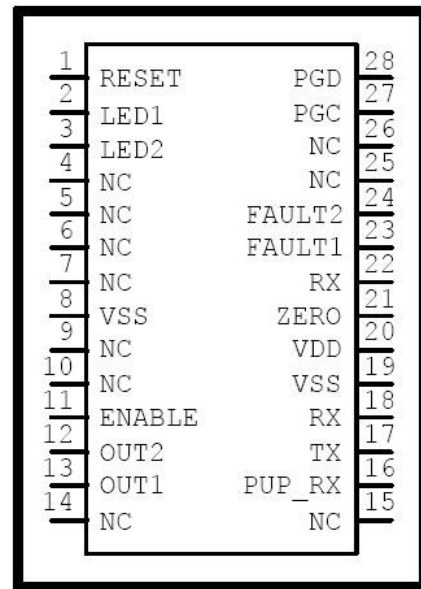 1 RESET PGD 28
2 LED1 PGC 27
3 LED2 NC 26
4 NC NC 25
5 NC FAULT2 24
6 NC FAULT1 23
7 NC RX 22
8 VSS ZERO 21
9 NC VDD 20
10 NC VSS 19
11 ENABLE RX 18
12 OUT2 TX 17
13 OUT1 PUP_RX 16
14 NC NC 15